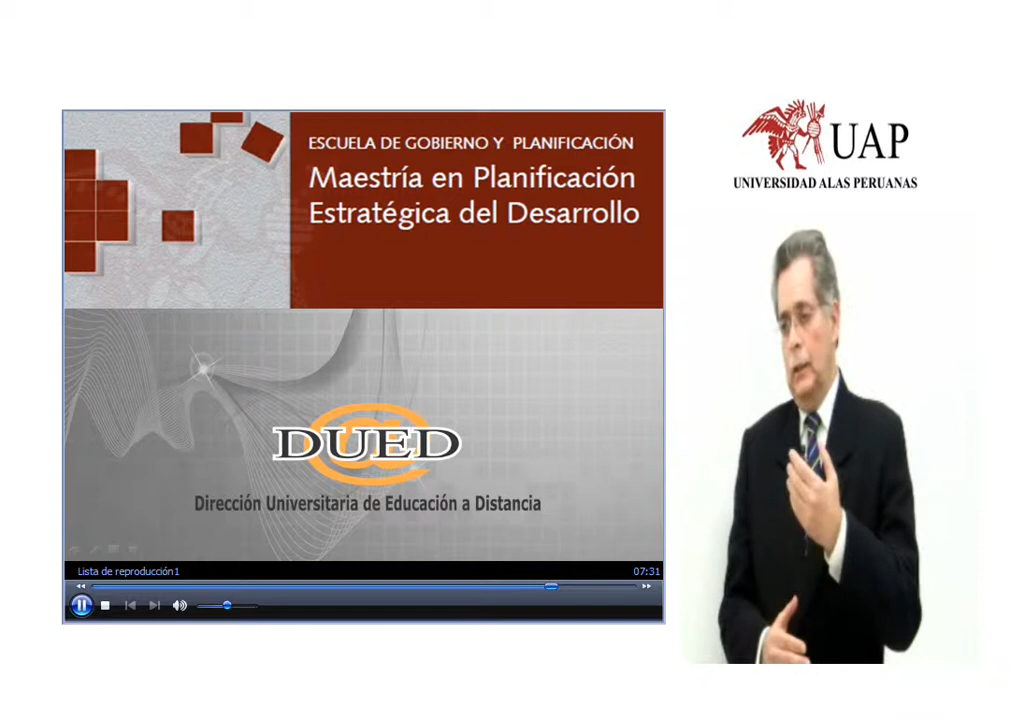 ESCUELA DE GOBIERNO Y PLANIFICACIÓN
Maestría en Planificación
Estratégica del Desarrollo
DUED
Dirección Universitaria de Educación a Distancia
Lista de reproducción1
07:31
UAP
UNIVERSIDAD ALAS PERUANAS